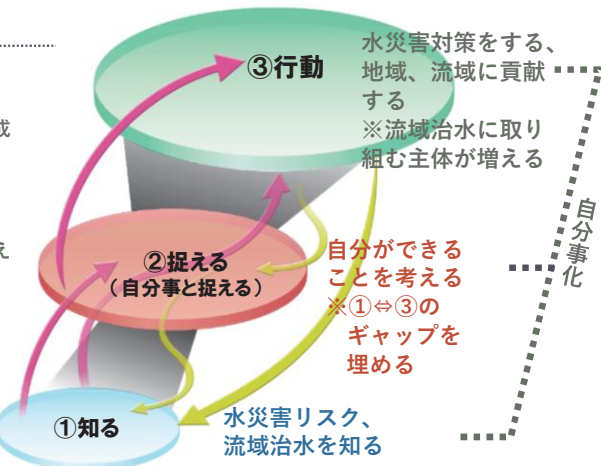 ③行動
水災害対策をする、
地域、流域に貢献
する
※流域治水に取り
組む主体が増える
②捉える
(自分事と捉える)
自分ができる
ことを考える
※①⇔③の
ギャップを
埋める
①知る
水災害リスク、
流域治水を知る
自分事化